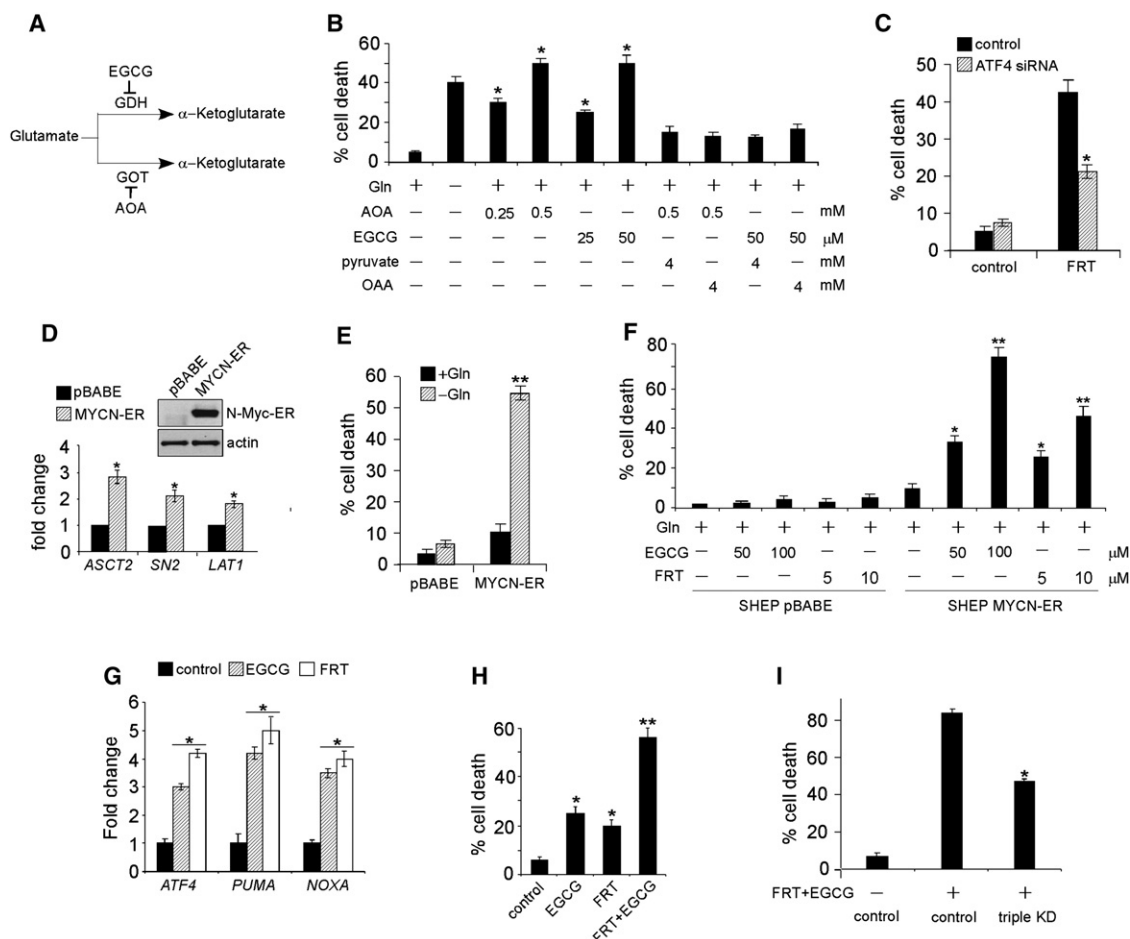 A
EGCG
GDH
Glutamate
α–Ketoglutarate
α–Ketoglutarate
GOT
AOA
B
% cell death
60
40
20
0
* * * *
Gln + – + + + + + + + +
AOA – – 0.25 0.5 – – 0.5 0.5 – – mM
EGCG – – – – 25 50 – – 50 50 μM
pyruvate – – – – – – 4 – 4 – mM
OAA – – – – – – – 4 – 4 mM
C
control
ATF4 siRNA
% cell death
50
40
30
20
10
0
*
control FRT
D
pBABE
MYCN-ER
pBABE MYCN-ER
N-Myc-ER
actin
fold change
4
3
2
1
0
* * *
ASCT2 SN2 LAT1
E
+Gln
–Gln
% cell death
60
50
40
30
20
10
0
**
pBABE MYCN-ER
F
% cell death
80
60
40
20
0
* ** * **
Gln + + + + + + + + + +
EGCG – 50 100 – – – 50 100 – – μM
FRT – – – 5 10 – – – 5 10 μM
SHEP pBABE SHEP MYCN-ER
G
control EGCG FRT
Fold change
6
5
4
3
2
1
0
* * *
ATF4 PUMA NOXA
H
% cell death
60
40
20
0
* * **
control EGCG FRT FRT+EGCG
I
% cell death
80
60
40
20
0
*
FRT+EGCG – + +
control control triple KD